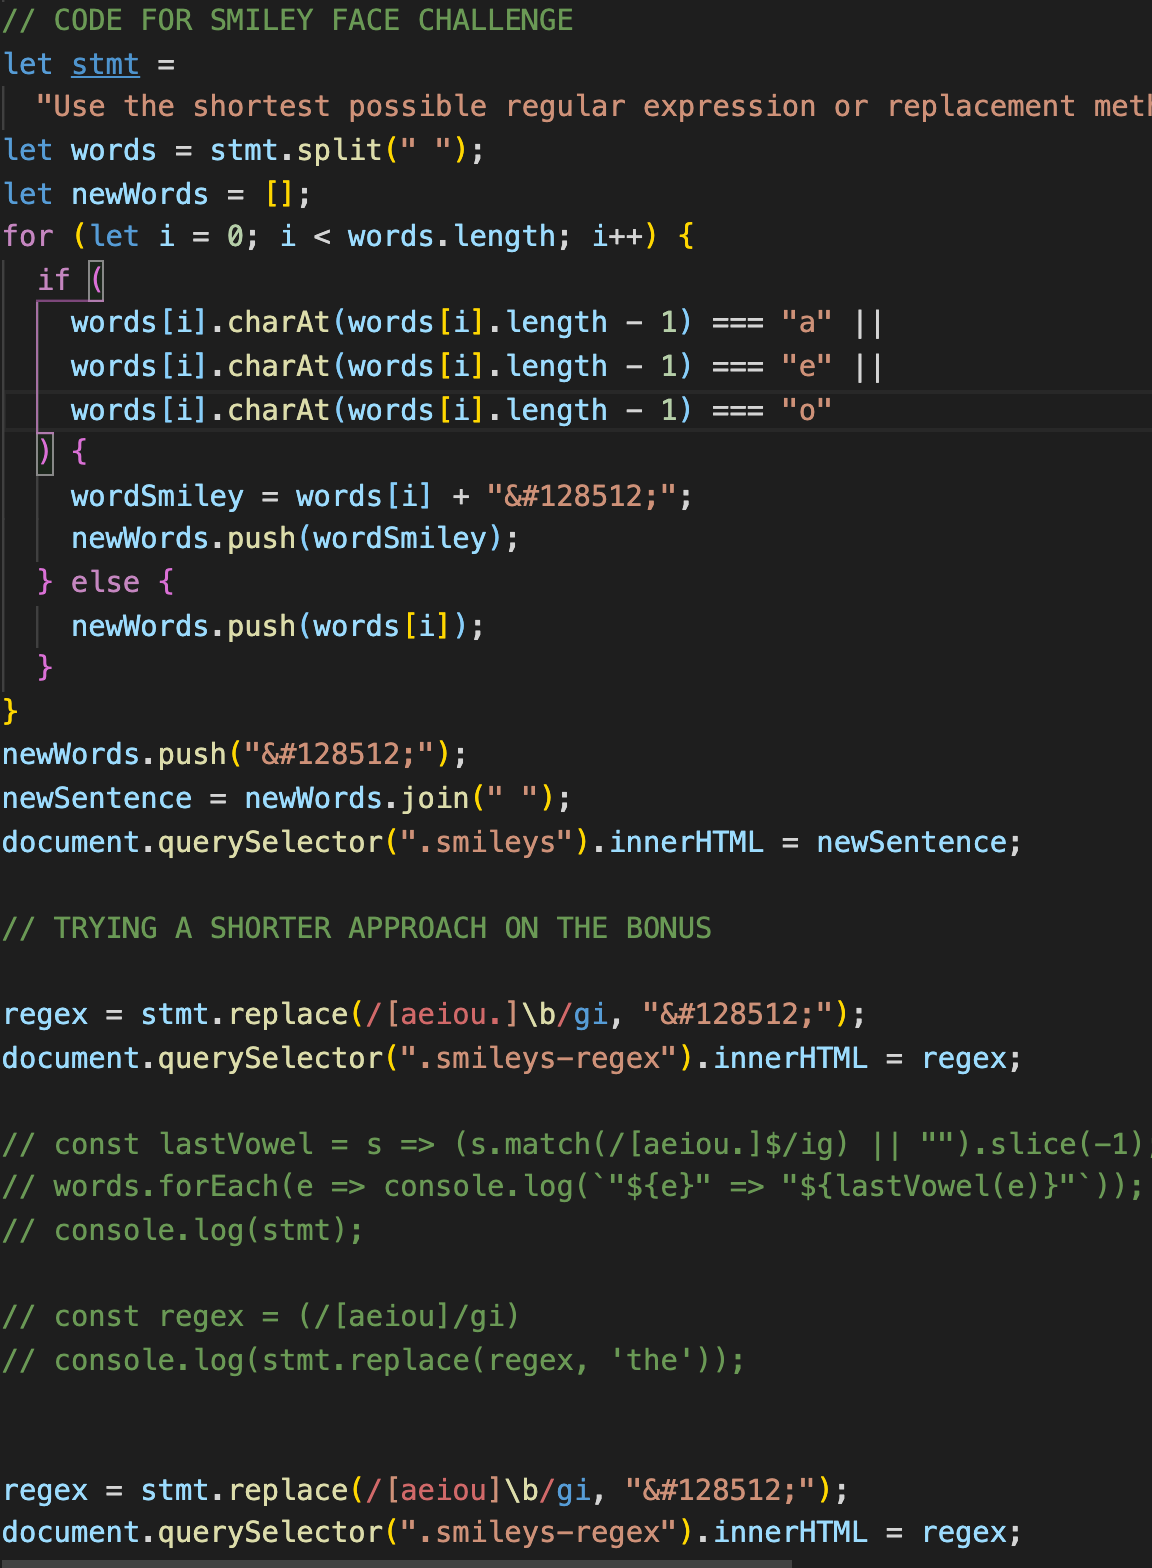 // CODE FOR SMILEY FACE CHALLENGE
let stmt =
"Use the shortest possible regular expression or replacement
let words = stmt.split(" ");
let newWords = [];
for (let i = 0; i < words.length; i++) {
if (
words[i].charAt(words[i].length - 1) === "a" ||
words[i].charAt(words[i].length - 1) === "e" ||
words[i].charAt(words[i].length - 1) === "o"
) {
wordSmiley = words[i] + "&#128512;";
newWords.push(wordSmiley);
} else {
newWords.push(words[i]);
}
}
newWords.push("&#128512;");
newSentence = newWords.join(" ");
document.querySelector(".smileys").innerHTML = newSentence;
// TRYING A SHORTER APPROACH ON THE BONUS
regex = stmt.replace(/[aeiou.]\b/gi, "&#128512;");
document.querySelector(".smileys-regex").innerHTML = regex;
// const lastVowel = s => (s.match(/[aeiou.]$/ig) || "").slice(-1);
// words.forEach(e => console.log(`"${e}" => "${lastVowel(e)}"`));
// console.log(stmt);
// const regex = (/[aeiou]/gi)
// console.log(stmt.replace(regex, 'the'));
regex = stmt.replace(/[aeiou]\b/gi, "&#128512;");
document.querySelector(".smileys-regex").innerHTML = regex;